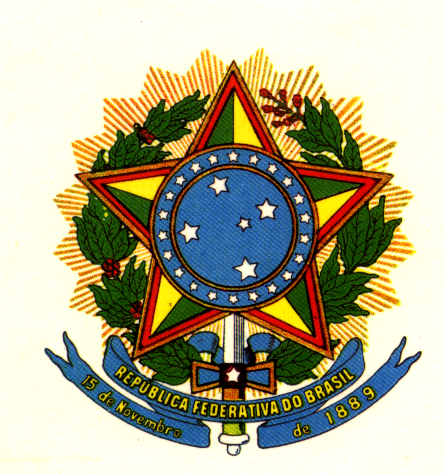 REPÚBLICA FEDERATIVA DO BRASIL
15 de Novembro de 1889